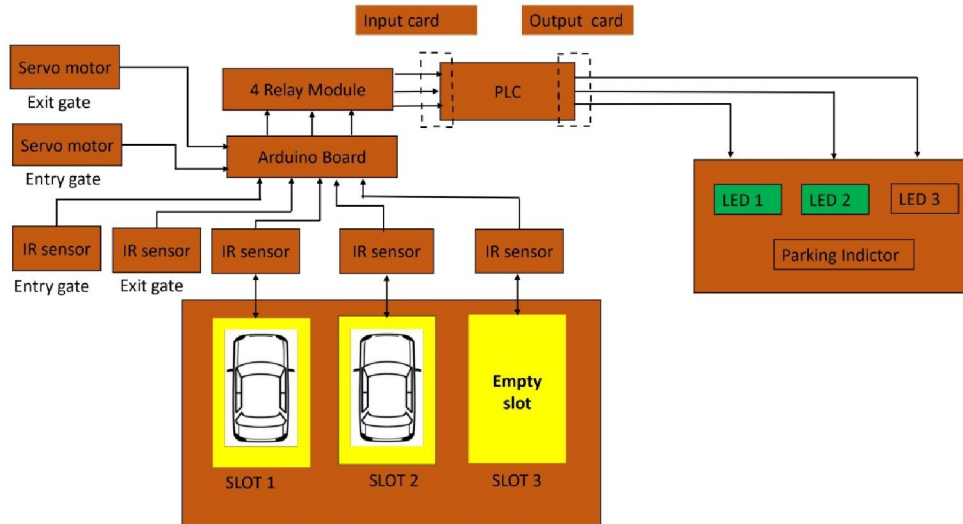 Input card
Output card
Servo motor
Exit gate
4 Relay Module
PLC
Servo motor
Entry gate
Arduino Board
LED 1
LED 2
LED 3
Parking Indictor
IR sensor
Entry gate
IR sensor
Exit gate
IR sensor
IR sensor
IR sensor
Empty
slot
SLOT 1
SLOT 2
SLOT 3